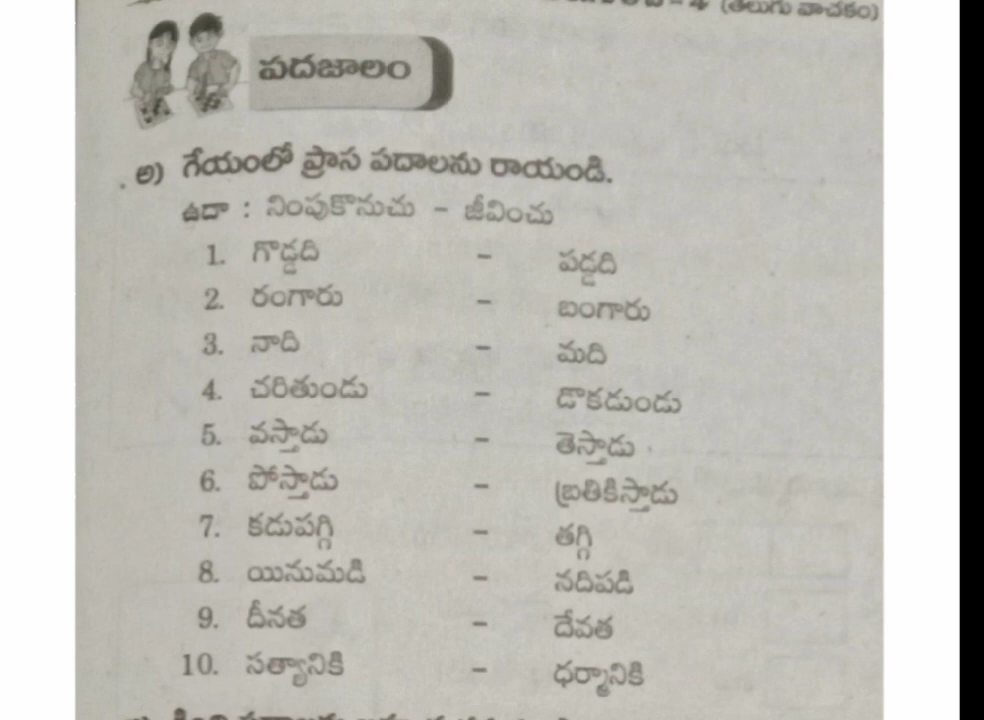 (తెలుగు వాచకం)
పదజాలం
అ) గేయంలో ప్రాస పదాలను రాయండి.
ఉదా : నింపుకొనుచు - జీవించు
1. గొడ్డది - పడ్డది
2. రంగారు - బంగారు
3. నాది - మది
4. చరితుండు - డొకడుండు
5. వస్తాడు - తెస్తాడు
6. పోస్తాడు - బ్రతికిస్తాడు
7. కడుపగ్గి - తగ్గి
8. యినుమడి - నదిపడి
9. దీనత - దేవత
10. సత్యానికి - ధర్మానికి